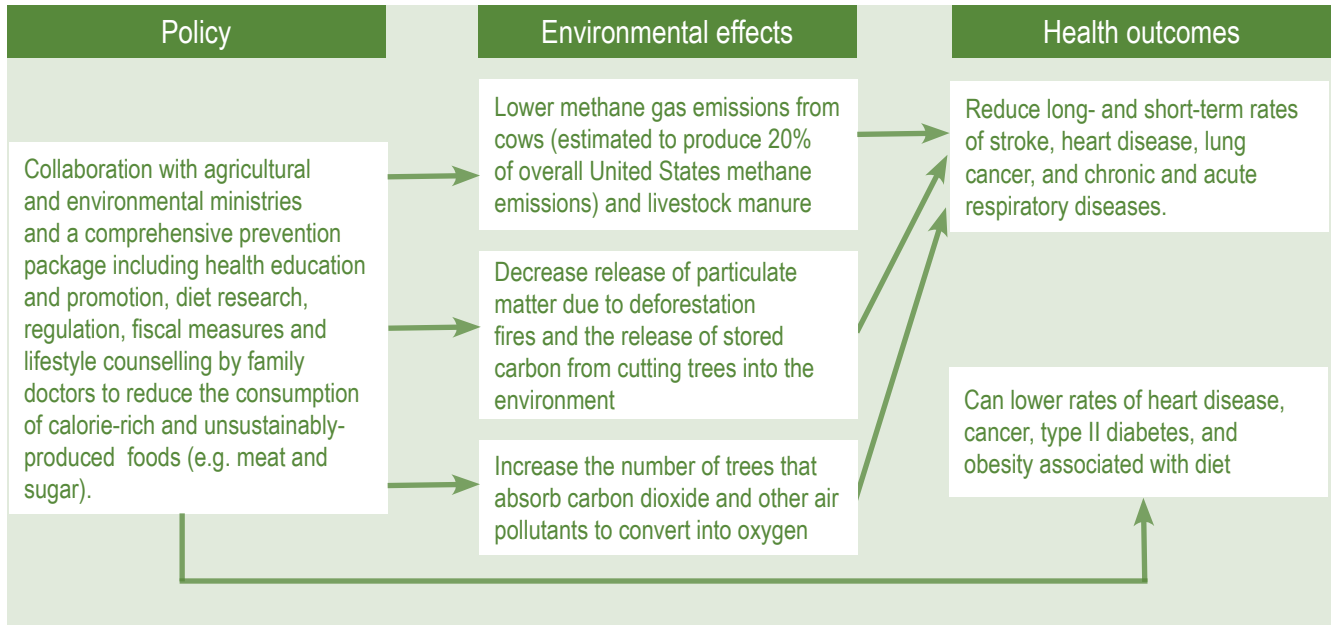 Policy
Environmental effects
Health outcomes
Collaboration with agricultural
and environmental ministries
and a comprehensive prevention
package including health education
and promotion, diet research,
regulation, fiscal measures and
lifestyle counselling by family
doctors to reduce the consumption
of calorie-rich and unsustainably-
produced foods (e.g. meat and
sugar).
Lower methane gas emissions from
cows (estimated to produce 20%
of overall United States methane
emissions) and livestock manure
Decrease release of particulate
matter due to deforestation
fires and the release of stored
carbon from cutting trees into the
environment
Increase the number of trees that
absorb carbon dioxide and other air
pollutants to convert into oxygen
Reduce long- and short-term rates
of stroke, heart disease, lung
cancer, and chronic and acute
respiratory diseases.
Can lower rates of heart disease,
cancer, type II diabetes, and
obesity associated with diet